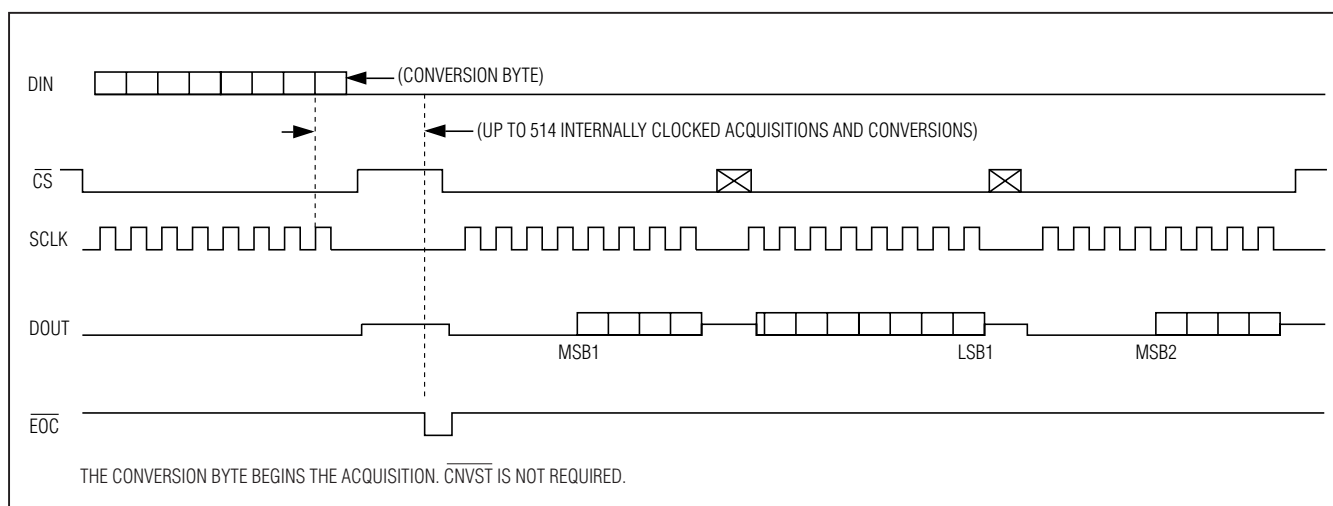 DIN
(CONVERSION BYTE)
(UP TO 514 INTERNALLY CLOCKED ACQUISITIONS AND CONVERSIONS)
CS
SCLK
DOUT
MSB1
LSB1
MSB2
EOC
THE CONVERSION BYTE BEGINS THE ACQUISITION. CNVST IS NOT REQUIRED.